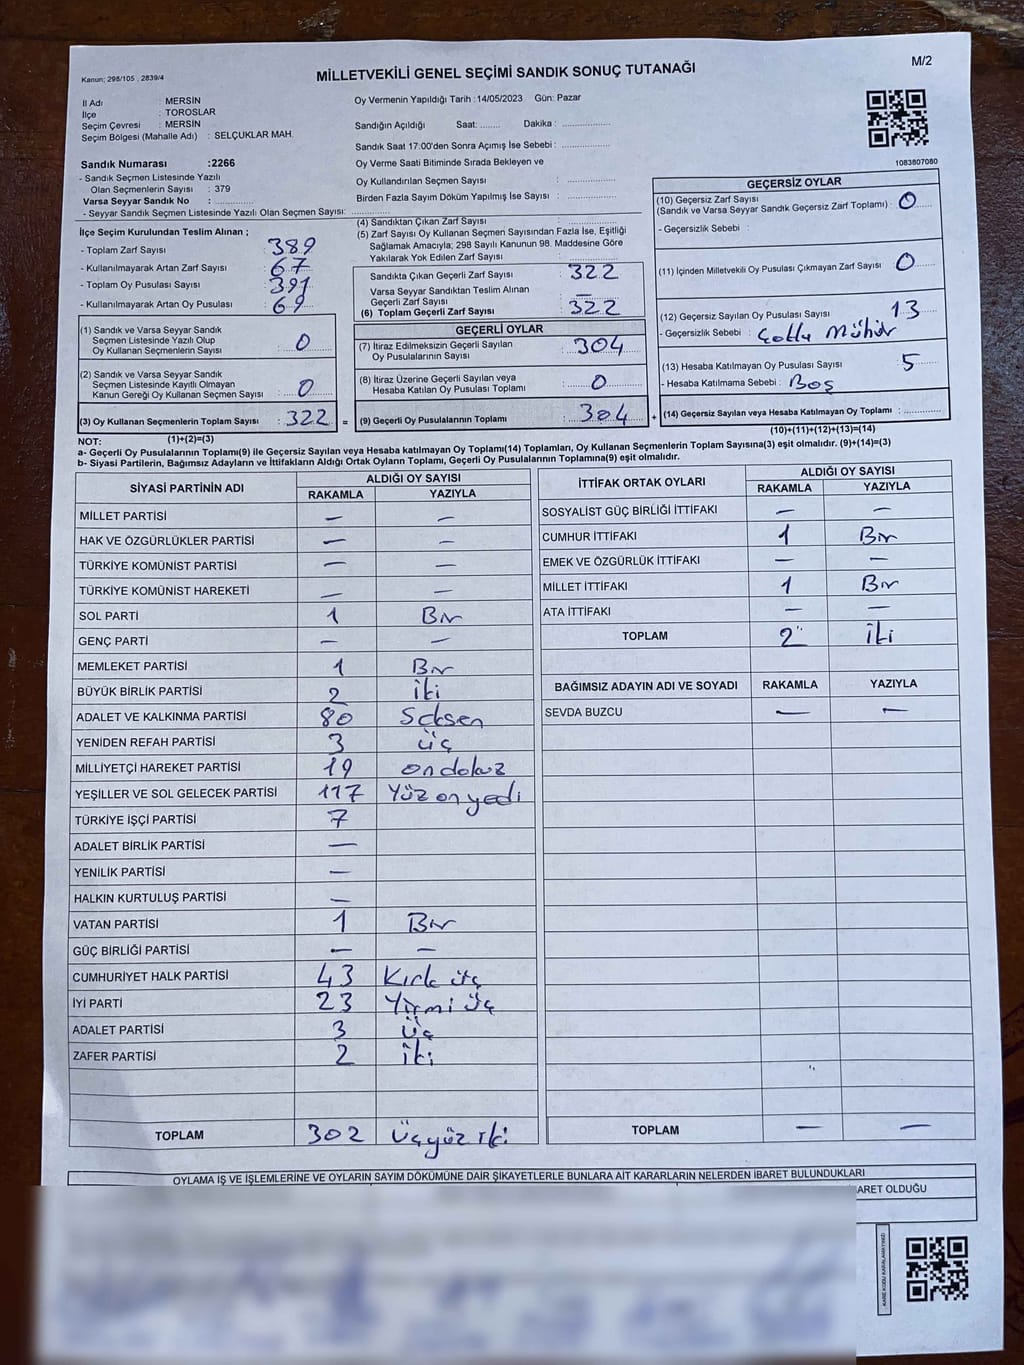 M/2
Kanun; 298/105 , 2839/4
MİLLETVEKİLİ GENEL SEÇİMİ SANDIK SONUÇ TUTANAĞI
İl Adı : MERSİN
İlçe : TOROSLAR
Seçim Çevresi : MERSİN
Seçim Bölgesi (Mahalle Adı) : SELÇUKLAR MAH.
Sandık Numarası :2266
- Sandık Seçmen Listesinde Yazılı
Olan Seçmenlerin Sayısı : 379
Varsa Seyyar Sandık No : ..............
- Seyyar Sandık Seçmen Listesinde Yazılı Olan Seçmen Sayısı: ..............
Oy Vermenin Yapıldığı Tarih :14/05/2023 Gün: Pazar
Sandığın Açıldığı Saat: ........ Dakika : ..................
Sandık Saat 17:00'den Sonra Açımış İse Sebebi : ..................
Oy Verme Saati Bitiminde Sırada Bekleyen ve
Oy Kullandırılan Seçmen Sayısı : ..................
Birden Fazla Sayım Döküm Yapılmış İse Sayısı : ..................
1083807080
İlçe Seçim Kurulundan Teslim Alınan ;
- Toplam Zarf Sayısı : 389
- Kullanılmayarak Artan Zarf Sayısı : 67
- Toplam Oy Pusulası Sayısı : 391
- Kullanılmayarak Artan Oy Pusulası : 69
(1) Sandık ve Varsa Seyyar Sandık
Seçmen Listesinde Yazılı Olup
Oy Kullanan Seçmenlerin Sayısı : 0
(2) Sandık ve Varsa Seyyar Sandık
Seçmen Listesinde Kayıtlı Olmayan
Kanun Gereği Oy Kullanan Seçmen Sayısı : 0
(3) Oy Kullanan Seçmenlerin Toplam Sayısı : 322 =
(1)+(2)=(3)
(4) Sandıktan Çıkan Zarf Sayısı : ..................
(5) Zarf Sayısı Oy Kullanan Seçmen Sayısından Fazla İse, Eşitliği
Sağlamak Amacıyla; 298 Sayılı Kanunun 98. Maddesine Göre
Yakılarak Yok Edilen Zarf Sayısı : ..................
Sandıkta Çıkan Geçerli Zarf Sayısı : 322
Varsa Seyyar Sandıktan Teslim Alınan
Geçerli Zarf Sayısı : —
(6) Toplam Geçerli Zarf Sayısı : 322
GEÇERLİ OYLAR
(7) İtiraz Edilmeksizin Geçerli Sayılan
Oy Pusulalarının Sayısı : 304
(8) İtiraz Üzerine Geçerli Sayılan veya
Hesaba Katılan Oy Pusulası Toplamı : 0
(9) Geçerli Oy Pusulalarının Toplamı : 304 +
GEÇERSİZ OYLAR
(10) Geçersiz Zarf Sayısı
(Sandık ve Varsa Seyyar Sandık Geçersiz Zarf Toplamı) : 0
- Geçersizlik Sebebi :
(11) İçinden Milletvekili Oy Pusulası Çıkmayan Zarf Sayısı : 0
(12) Geçersiz Sayılan Oy Pusulası Sayısı : 13
- Geçersizlik Sebebi : Çoklu Mühür
(13) Hesaba Katılmayan Oy Pusulası Sayısı : 5
- Hesaba Katılmama Sebebi : Boş
(14) Geçersiz Sayılan veya Hesaba Katılmayan Oy Toplamı : ..........
(10)+(11)+(12)+(13)=(14)
NOT:
a- Geçerli Oy Pusulalarının Toplamı(9) ile Geçersiz Sayılan veya Hesaba katılmayan Oy Toplamı(14) Toplamları, Oy Kullanan Seçmenlerin Toplam Sayısına(3) eşit olmalıdır. (9)+(14)=(3)
b- Siyasi Partilerin, Bağımsız Adayların ve İttifakların Aldığı Ortak Oyların Toplamı, Geçerli Oy Pusulalarının Toplamına(9) eşit olmalıdır.
SİYASİ PARTİNİN ADI ALDIĞI OY SAYISI
RAKAMLA YAZIYLA
MİLLET PARTİSİ — —
HAK VE ÖZGÜRLÜKLER PARTİSİ — —
TÜRKİYE KOMÜNİST PARTİSİ — —
TÜRKİYE KOMÜNİST HAREKETİ — —
SOL PARTİ 1 Bir
GENÇ PARTİ — —
MEMLEKET PARTİSİ 1 Bir
BÜYÜK BİRLİK PARTİSİ 2 İki
ADALET VE KALKINMA PARTİSİ 80 Seksen
YENİDEN REFAH PARTİSİ 3 üç
MİLLİYETÇİ HAREKET PARTİSİ 19 on dokuz
YEŞİLLER VE SOL GELECEK PARTİSİ 117 Yüz on yedi
TÜRKİYE İŞÇİ PARTİSİ 7
ADALET BİRLİK PARTİSİ —
YENİLİK PARTİSİ —
HALKIN KURTULUŞ PARTİSİ —
VATAN PARTİSİ 1 Bir
GÜÇ BİRLİĞİ PARTİSİ — —
CUMHURİYET HALK PARTİSİ 43 Kırk üç
İYİ PARTİ 23 Yirmi üç
ADALET PARTİSİ 3 Üç
ZAFER PARTİSİ 2 İki
TOPLAM 302 Üçyüz iki
İTTİFAK ORTAK OYLARI ALDIĞI OY SAYISI
RAKAMLA YAZIYLA
SOSYALİST GÜÇ BİRLİĞİ İTTİFAKI — —
CUMHUR İTTİFAKI 1 Bir
EMEK VE ÖZGÜRLÜK İTTİFAKI — —
MİLLET İTTİFAKI 1 Bir
ATA İTTİFAKI — —
TOPLAM 2 İki
BAĞIMSIZ ADAYIN ADI VE SOYADI RAKAMLA YAZIYLA
SEVDA BUZCU — —
TOPLAM — —
OYLAMA İŞ VE İŞLEMLERİNE VE OYLARIN SAYIM DÖKÜMÜNE DAİR ŞİKAYETLERLE BUNLARA AİT KARARLARIN NELERDEN İBARET BULUNDUKLARI
ARET OLDUĞU